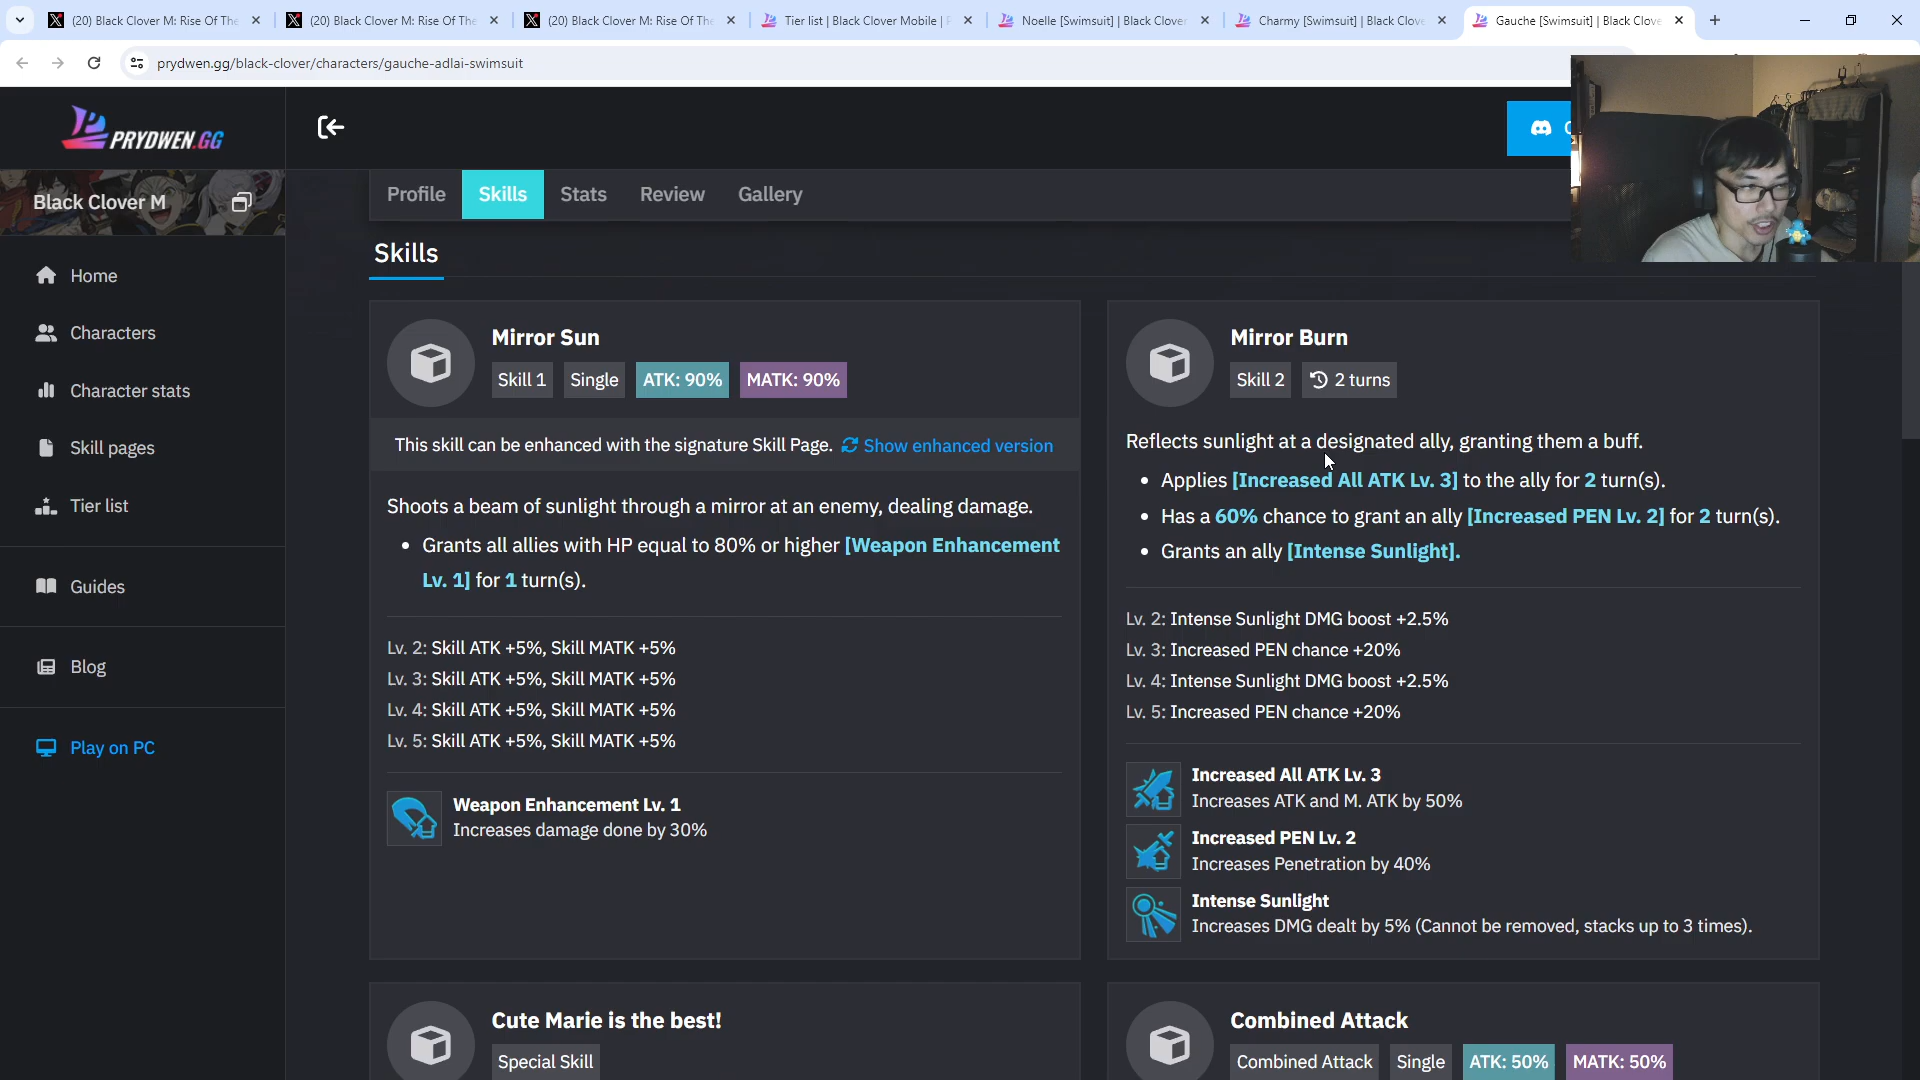 (20) Black Clover M: Rise Of The
(20) Black Clover M: Rise Of The
(20) Black Clover M: Rise Of The
Tier list | Black Clover Mobile |
Noelle [Swimsuit] | Black Clover
Charmy [Swimsuit] | Black Clove
Gauche [Swimsuit] | Black Clove
prydwen.gg/black-clover/characters/gauche-adlai-swimsuit
PRYDWEN.GG
Black Clover M
Home
Characters
Character stats
Skill pages
Tier list
Guides
Blog
Play on PC
Profile
Skills
Stats
Review
Gallery
Skills
Mirror Sun
Skill 1
Single
ATK: 90%
MATK: 90%
This skill can be enhanced with the signature Skill Page. Show enhanced version
Shoots a beam of sunlight through a mirror at an enemy, dealing damage.
• Grants all allies with HP equal to 80% or higher [Weapon Enhancement
Lv. 1] for 1 turn(s).
Lv. 2: Skill ATK +5%, Skill MATK +5%
Lv. 3: Skill ATK +5%, Skill MATK +5%
Lv. 4: Skill ATK +5%, Skill MATK +5%
Lv. 5: Skill ATK +5%, Skill MATK +5%
Weapon Enhancement Lv. 1
Increases damage done by 30%
Mirror Burn
Skill 2
2 turns
Reflects sunlight at a designated ally, granting them a buff.
• Applies [Increased All ATK Lv. 3] to the ally for 2 turn(s).
• Has a 60% chance to grant an ally [Increased PEN Lv. 2] for 2 turn(s).
• Grants an ally [Intense Sunlight].
Lv. 2: Intense Sunlight DMG boost +2.5%
Lv. 3: Increased PEN chance +20%
Lv. 4: Intense Sunlight DMG boost +2.5%
Lv. 5: Increased PEN chance +20%
Increased All ATK Lv. 3
Increases ATK and M. ATK by 50%
Increased PEN Lv. 2
Increases Penetration by 40%
Intense Sunlight
Increases DMG dealt by 5% (Cannot be removed, stacks up to 3 times).
Cute Marie is the best!
Special Skill
Combined Attack
Combined Attack
Single
ATK: 50%
MATK: 50%